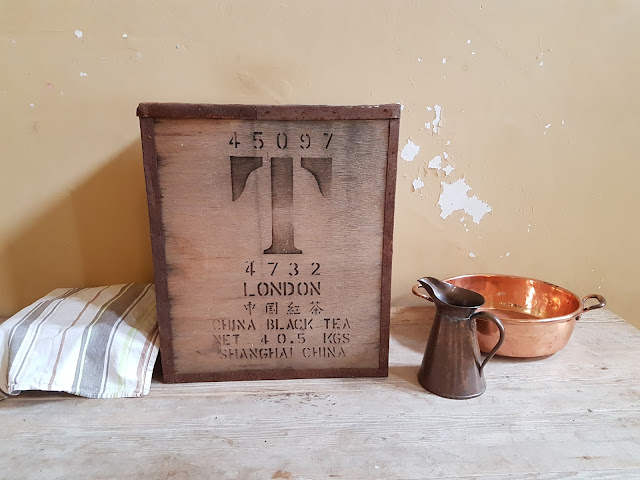 45097
T
4732
LONDON
中国紅茶
CHINA BLACK TEA
NET 40.5 KGS
SHANGHAI CHINA